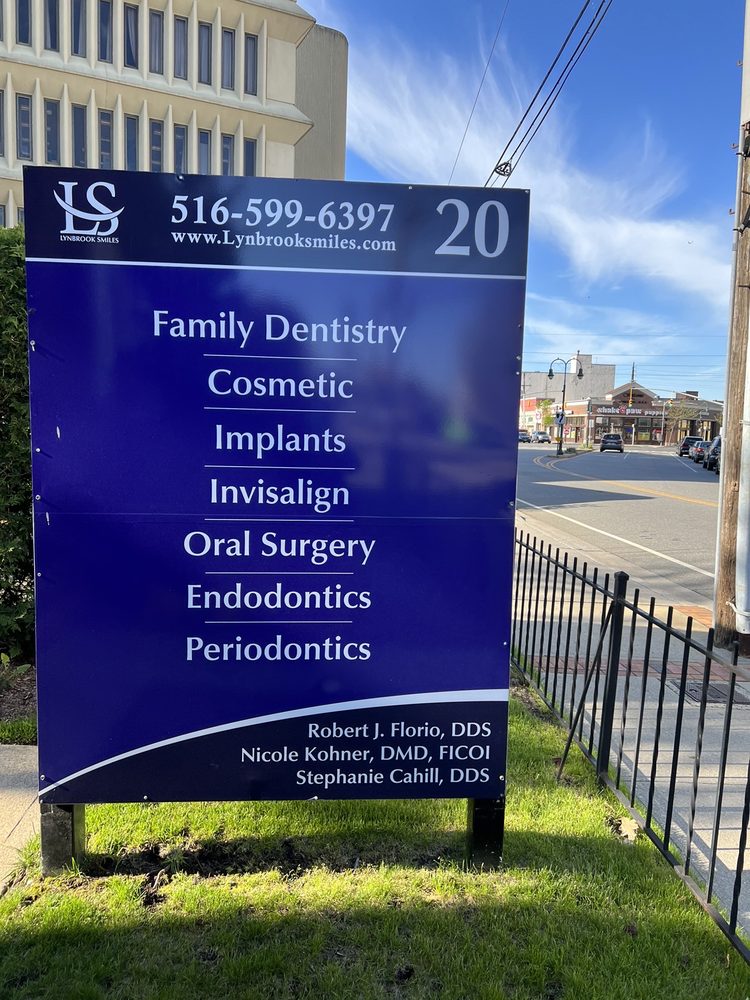 LS
LYNBROOK SMILES
516-599-6397
www.Lynbrooksmiles.com
20
Family Dentistry
Cosmetic
Implants
Invisalign
Oral Surgery
Endodontics
Periodontics
Robert J. Florio, DDS
Nicole Kohner, DMD, FICOI
Stephanie Cahill, DDS